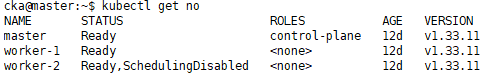 cka@master:~$ kubectl get no
NAME STATUS ROLES AGE VERSION
master Ready control-plane 12d v1.33.11
worker-1 Ready <none> 12d v1.33.11
worker-2 Ready,SchedulingDisabled <none> 12d v1.33.11